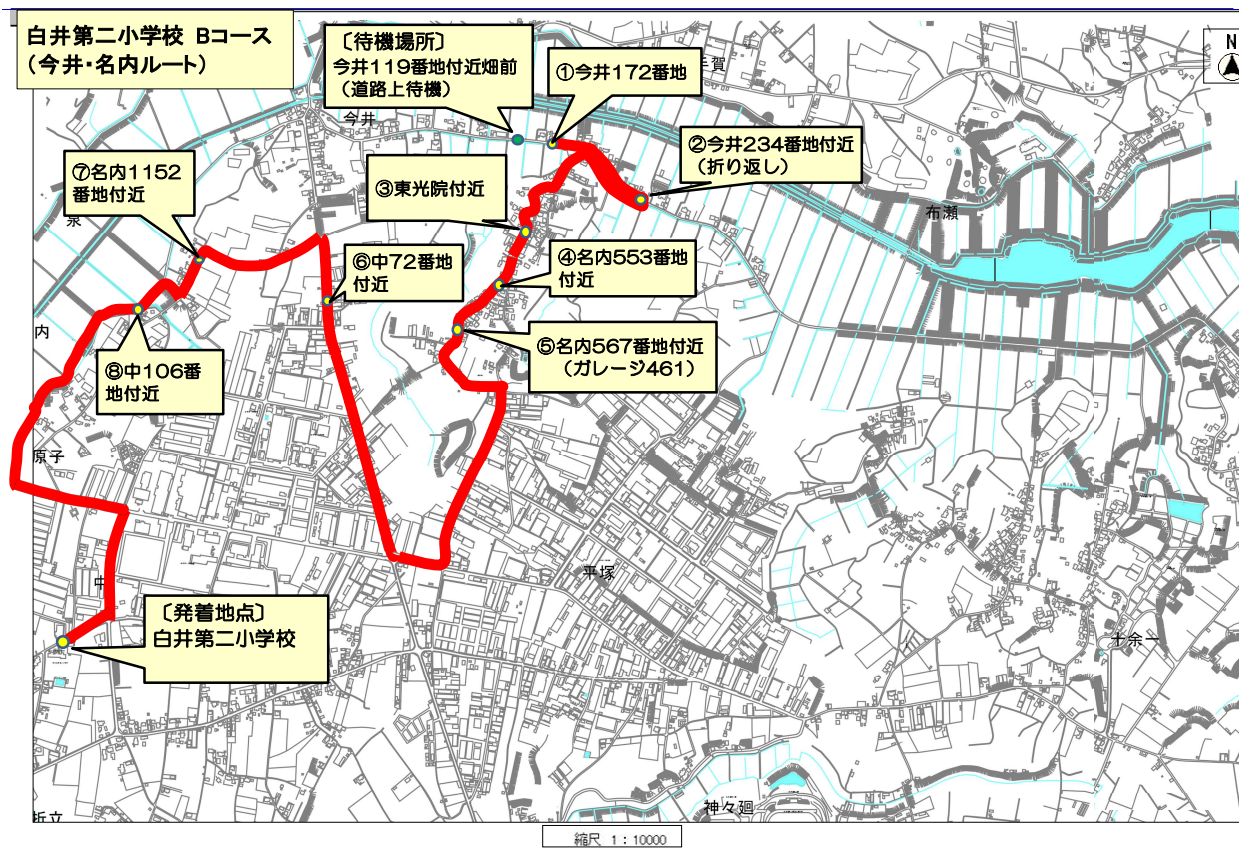 白井第二小学校 Bコース
(今井・名内ルート)
〔待機場所〕
今井119番地付近畑前
(道路上待機)
①今井172番地
N
今井
②今井234番地付近
(折り返し)
⑦名内1152
番地付近
③東光院付近
泉
布瀬
④名内553番地
付近
⑥中72番地
付近
内
⑤名内567番地付近
(ガレージ461)
⑧中106番
地付近
原子
平塚
中
〔発着地点〕
白井第二小学校
十余一
神々廻
折立
縮尺 1:10000